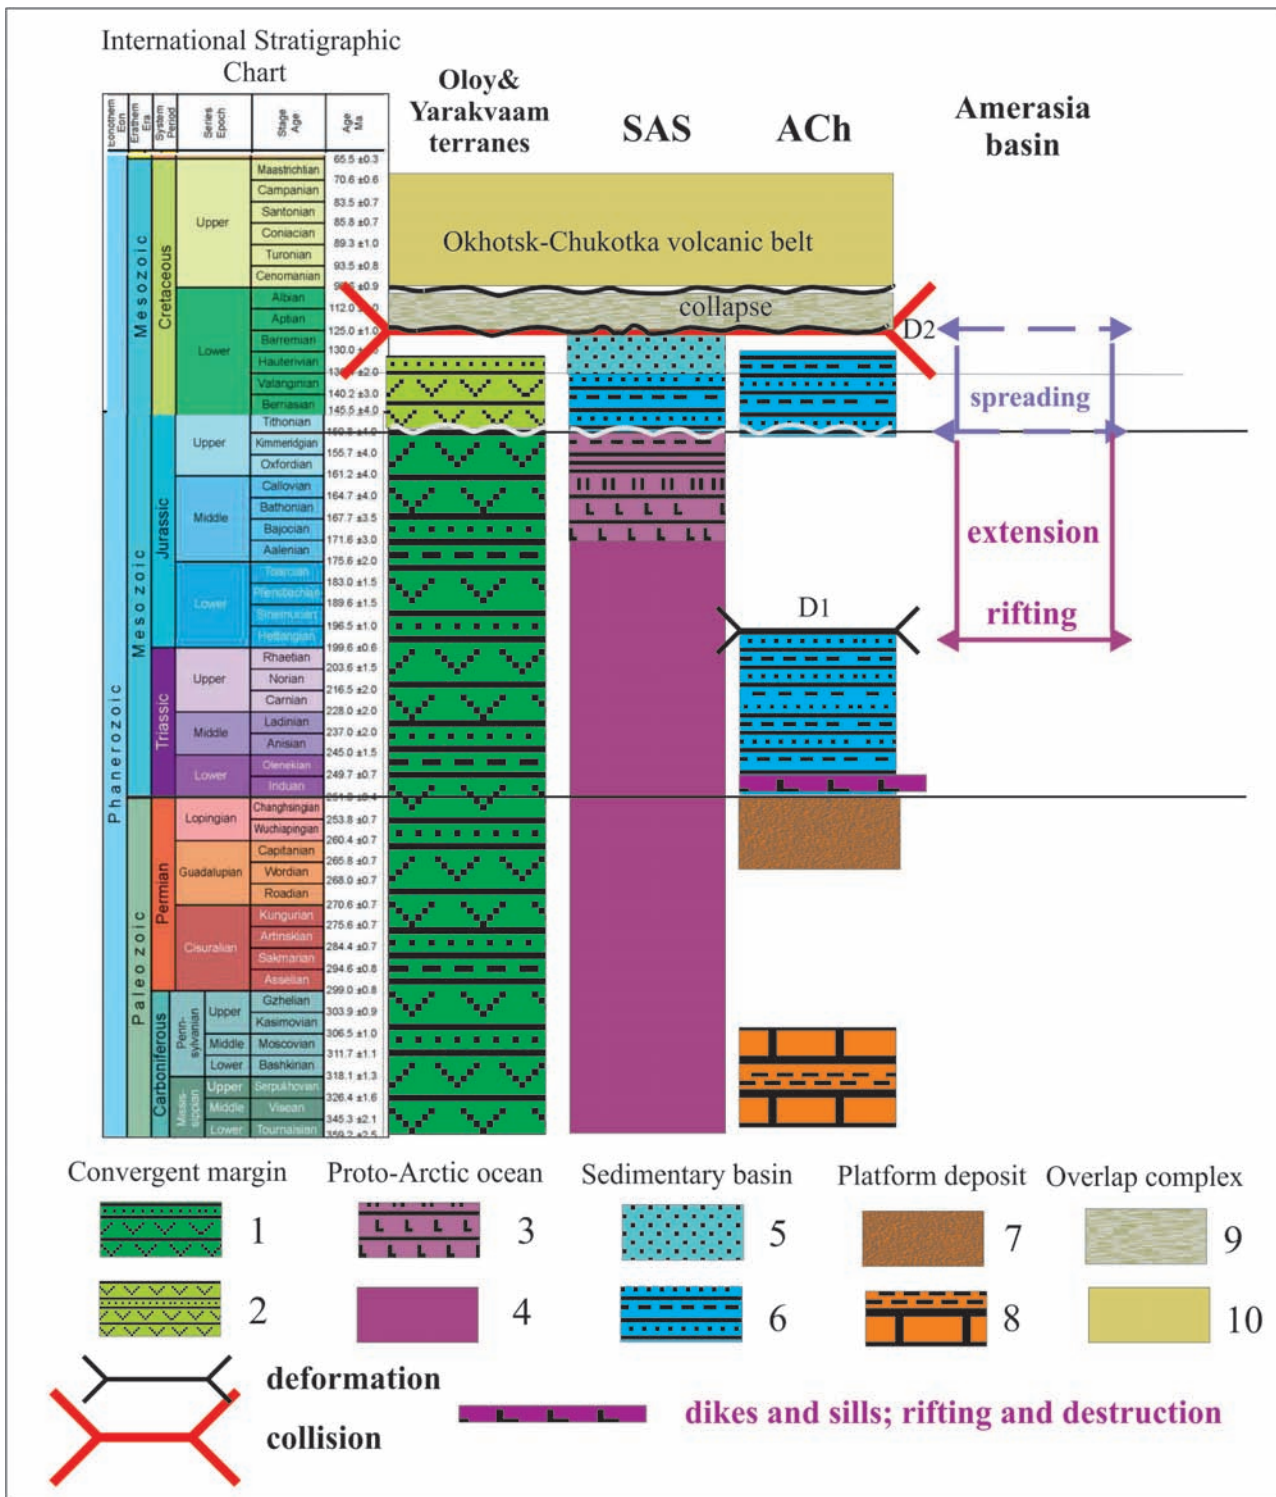 International Stratigraphic
Chart
Oloy&
Yarakvaam
terranes
SAS
ACh
Amerasia
basin
Eonothem
Eon
Erathem
Era
System
Period
Series
Epoch
Stage
Age
Age
Ma
Phanerozoic
Mesozoic
Mesozoic
Paleozoic
Cretaceous
Jurassic
Triassic
Permian
Carboniferous
Upper
Lower
Upper
Middle
Lower
Upper
Middle
Lower
Lopingian
Guadalupian
Cisuralian
Penn-
sylvanian
Missis-
sippian
Upper
Middle
Lower
Upper
Middle
Lower
Maastrichtian
Campanian
Santonian
Coniacian
Turonian
Cenomanian
Albian
Aptian
Barremian
Hauterivian
Valanginian
Berriasian
Tithonian
Kimmeridgian
Oxfordian
Callovian
Bathonian
Bajocian
Aalenian
Toarcian
Pliensbachian
Sinemurian
Hettangian
Rhaetian
Norian
Carnian
Ladinian
Anisian
Olenekian
Induan
Changhsingian
Wuchiapingian
Capitanian
Wordian
Roadian
Kungurian
Artinskian
Sakmarian
Asselian
Gzhelian
Kasimovian
Moscovian
Bashkirian
Serpukhovian
Visean
Tournaisian
65.5 ±0.3
70.6 ±0.6
83.5 ±0.7
85.8 ±0.7
89.3 ±1.0
93.5 ±0.8
125.0 ±1.0
140.2 ±3.0
145.5 ±4.0
155.7 ±4.0
161.2 ±4.0
164.7 ±4.0
167.7 ±3.5
171.6 ±3.0
175.6 ±2.0
183.0 ±1.5
189.6 ±1.5
196.5 ±1.0
199.6 ±0.6
203.6 ±1.5
216.5 ±2.0
228.0 ±2.0
237.0 ±2.0
245.0 ±1.5
249.7 ±0.7
253.8 ±0.7
260.4 ±0.7
265.8 ±0.7
268.0 ±0.7
270.6 ±0.7
275.6 ±0.7
284.4 ±0.7
294.6 ±0.8
299.0 ±0.8
303.9 ±0.9
306.5 ±1.0
311.7 ±1.1
318.1 ±1.3
326.4 ±1.6
345.3 ±2.1
359.2 ±2.5
Okhotsk-Chukotka volcanic belt
collapse
D2
spreading
extension
rifting
D1
Convergent margin
Proto-Arctic ocean
Sedimentary basin
Platform deposit
Overlap complex
1
3
5
7
9
2
4
6
8
10
deformation
collision
dikes and sills; rifting and destruction